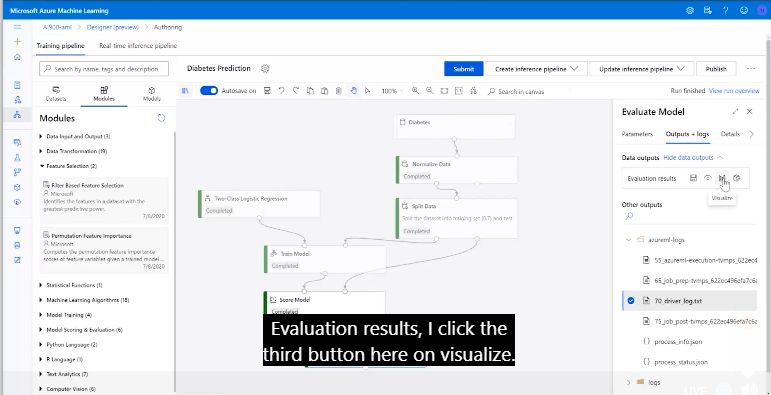 Microsoft Azure Machine Learning
AI900-aml > Designer (preview) > Authoring
Training pipeline Real-time inference pipeline
Search by name, tags and description
Diabetes Prediction
Submit
Create inference pipeline
Update inference pipeline
Publish
Datasets
Modules
Models
Autosave on
100%
Search in canvas
Run finished View run overview
Modules
Data Input and Output (3)
Data Transformation (19)
Feature Selection (2)
Filter Based Feature Selection
Microsoft
Identifies the features in a dataset with the
greatest predictive power.
7/8/2020
Permutation Feature Importance
Microsoft
Computes the permutation feature importance
scores of feature variables given a trained model ...
7/8/2020
Statistical Functions (1)
Machine Learning Algorithms (18)
Model Training (4)
Model Scoring & Evaluation (6)
Python Language (2)
R Language (1)
Text Analytics (7)
Computer Vision (6)
Diabetes
Normalize Data
Completed
Two-Class Logistic Regression
Completed
Split Data
Split the dataset into training set (0.7) and test
Completed
Train Model
Completed
Score Model
Completed
Evaluation results, I click the
third button here on visualize.
Evaluate Model
Parameters Outputs + logs Details
Data outputs Hide data outputs
Evaluation results
Visualize
Other outputs
azureml-logs
55_azureml-execution-tvmps_622ec4
65_job_prep-tvmps_622ec496efa7c6a
70_driver_log.txt
75_job_post-tvmps_622ec496efa7c6a
process_info.json
process_status.json
logs
LIVE